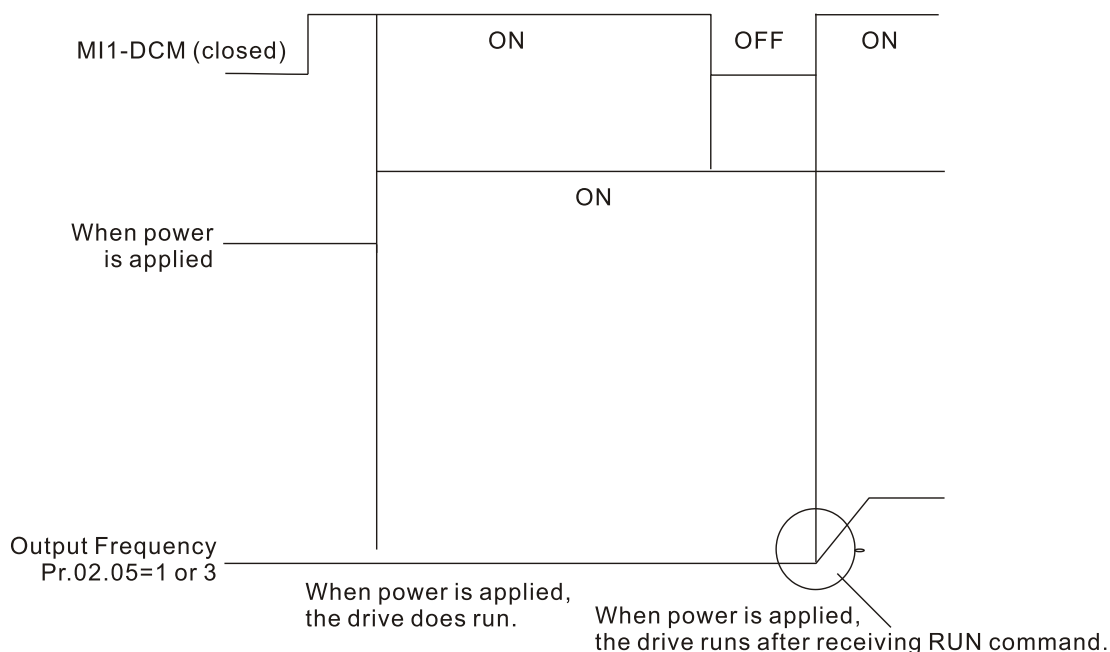 MI1-DCM (closed)
ON
OFF
ON
ON
When power
is applied
Output Frequency
Pr.02.05=1 or 3
When power is applied,
the drive does run.
When power is applied,
the drive runs after receiving RUN command.